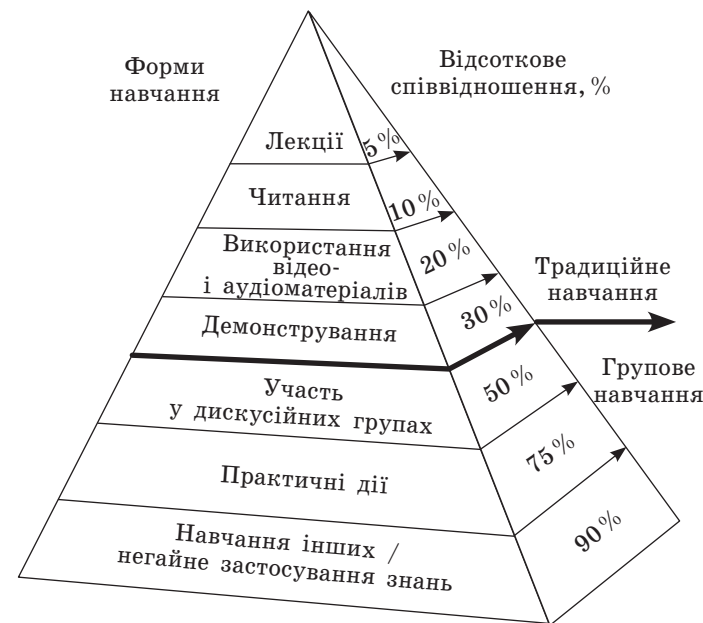 Форми
навчання
Відсоткове
співвідношення, %
Лекції
5 %
Читання
10 %
Використання
відео-
і аудіоматеріалів
20 %
Демонстрування
30 %
Традиційне
навчання
Групове
навчання
Участь
у дискусійних групах
50 %
Практичні дії
75 %
Навчання інших /
негайне застосування знань
90 %